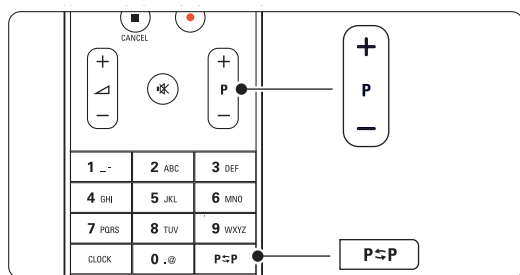 CANCEL
+ + +
P P
− − −
1 _- 2 ABC 3 DEF
4 GHI 5 JKL 6 MNO
7 PQRS 8 TUV 9 WXYZ
CLOCK 0 .@ P⇆P P⇆P